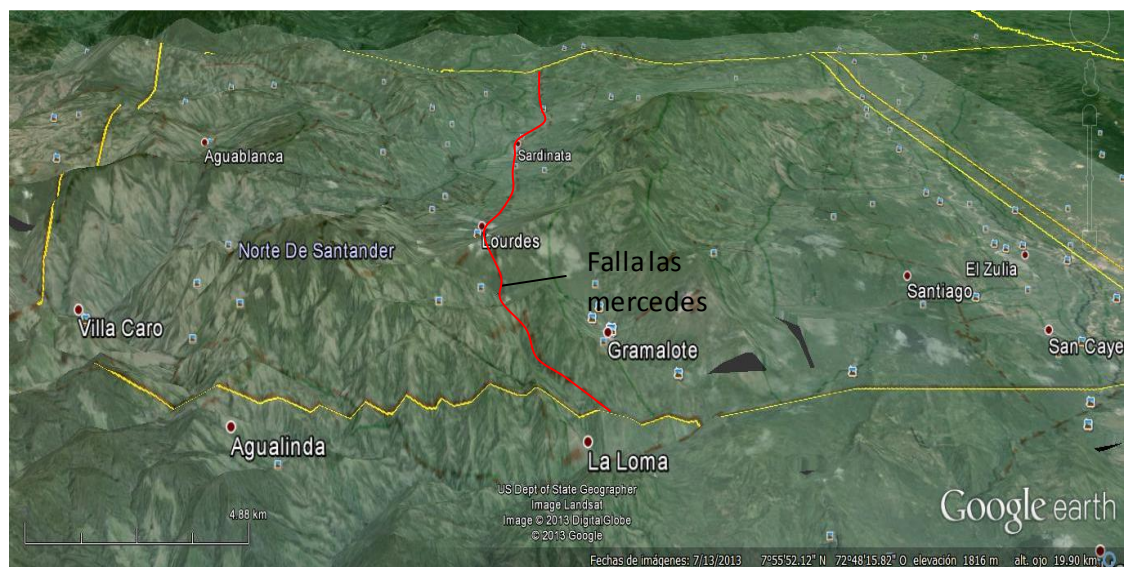 Aguablanca
Sardinata
Norte De Santander
Lourdes
Falla las
mercedes
El Zulia
Santiago
Villa Caro
Gramalote
San Caye
Agualinda
La Loma
US Dept of State Geographer
Image Landsat
Image © 2013 DigitalGlobe
© 2013 Google
4.88 km
Google earth
Fechas de imágenes: 7/13/2013 7°55'52.12" N 72°48'15.82" O elevación 1816 m alt. ojo 19.90 km